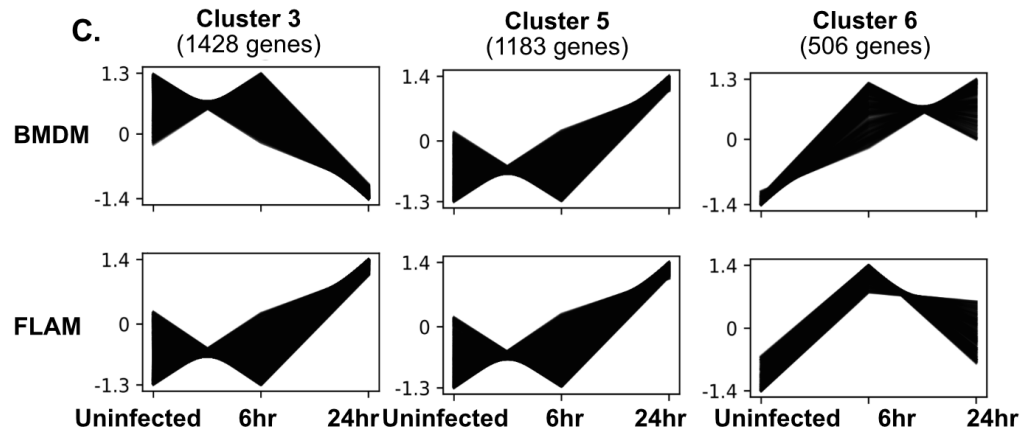 C.
Cluster 3
(1428 genes)
Cluster 5
(1183 genes)
Cluster 6
(506 genes)
BMDM
1.3
0
-1.4
1.4
0
-1.3
1.3
0
-1.4
FLAM
1.4
0
-1.3
1.4
0
-1.3
1.4
0
-1.4
Uninfected 6hr 24hr
Uninfected 6hr 24hr
Uninfected 6hr 24hr